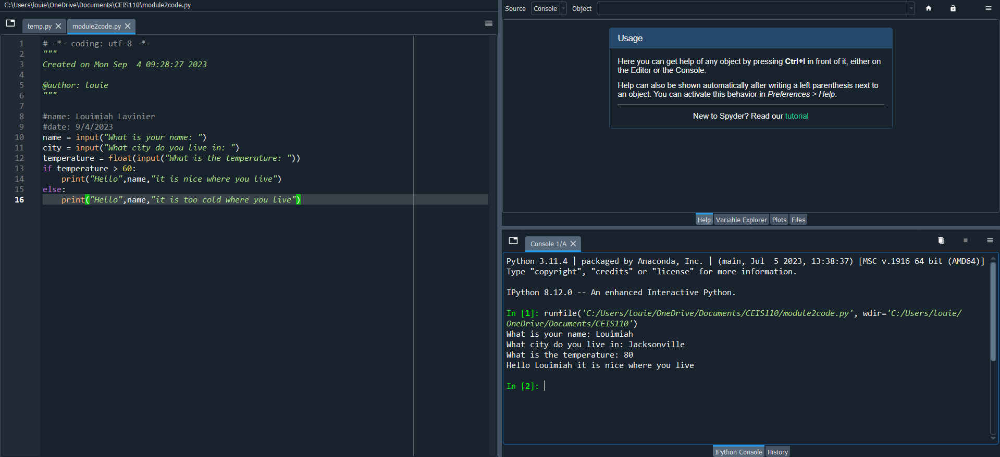 C:\Users\louie\OneDrive\Documents\CEIS110\module2code.py
temp.py
module2code.py
1 # -*- coding: utf-8 -*-
2 """
3 Created on Mon Sep  4 09:28:27 2023
4
5 @author: louie
6 """
7
8 #name: Louimiah Lavinier
9 #date: 9/4/2023
10 name = input("What is your name: ")
11 city = input("What city do you live in: ")
12 temperature = float(input("What is the temperature: "))
13 if temperature > 60:
14     print("Hello",name,"it is nice where you live")
15 else:
16     print("Hello",name,"it is too cold where you live")
Source Console Object
Usage
Here you can get help of any object by pressing Ctrl+I in front of it, either on
the Editor or the Console.
Help can also be shown automatically after writing a left parenthesis next to
an object. You can activate this behavior in Preferences > Help.
New to Spyder? Read our tutorial
Help Variable Explorer Plots Files
Console 1/A
Python 3.11.4 | packaged by Anaconda, Inc. | (main, Jul  5 2023, 13:38:37) [MSC v.1916 64 bit (AMD64)]
Type "copyright", "credits" or "license" for more information.
IPython 8.12.0 -- An enhanced Interactive Python.
In [1]: runfile('C:/Users/louie/OneDrive/Documents/CEIS110/module2code.py', wdir='C:/Users/louie/
OneDrive/Documents/CEIS110')
What is your name: Louimiah
What city do you live in: Jacksonville
What is the temperature: 80
Hello Louimiah it is nice where you live
In [2]:
IPython Console History